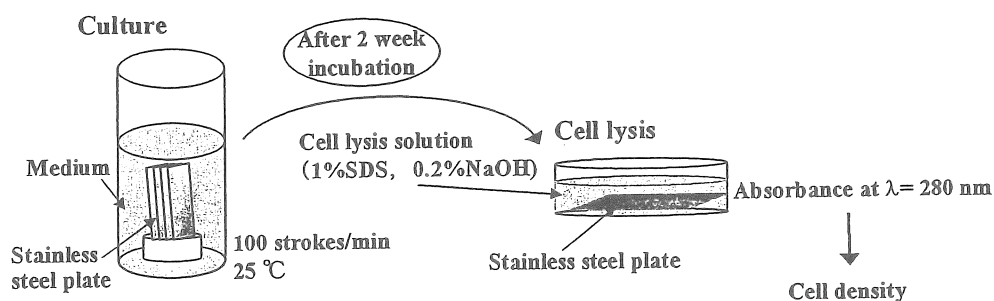 Culture
After 2 week
incubation
Medium
Stainless
steel plate
100 strokes/min
25 ℃
Cell lysis solution
(1%SDS, 0.2%NaOH)
Cell lysis
Stainless steel plate
Absorbance at λ= 280 nm
Cell density